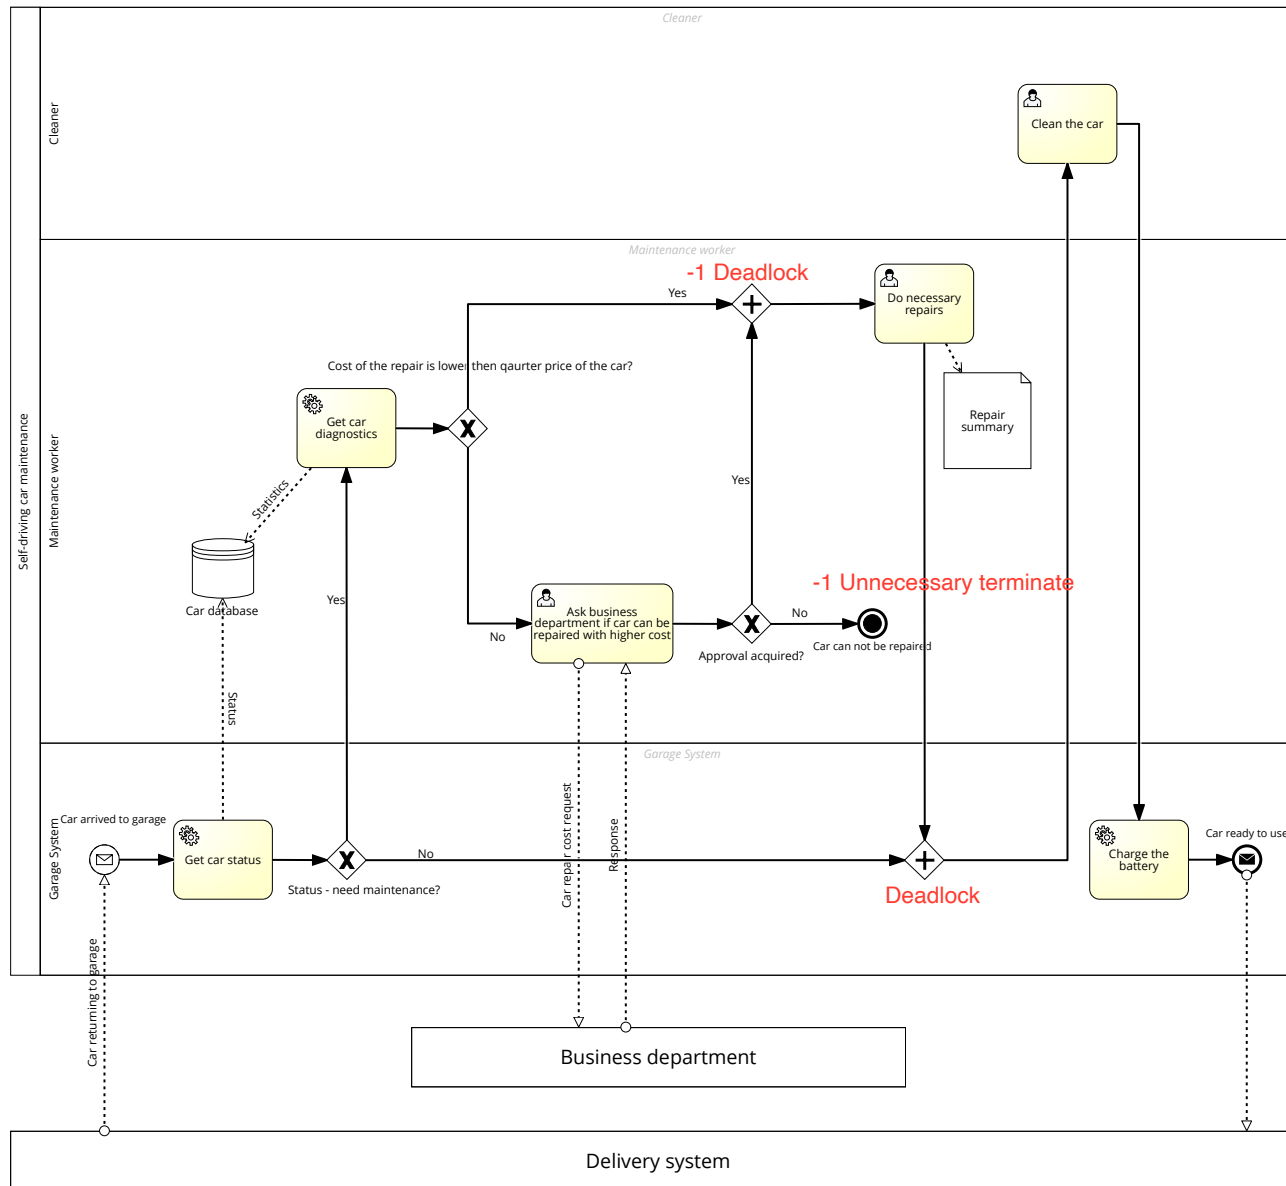 Cleaner
Cleaner
Clean the car
Self-driving car maintenance
Maintenance worker
Maintenance worker
-1 Deadlock
Yes
Do necessary
repairs
Cost of the repair is lower then qaurter price of the car?
Get car
diagnostics
Repair
summary
Statistics
Yes
Car database
Yes
-1 Unnecessary terminate
Ask business
department if car can be
repaired with higher cost
No
No
Approval acquired?
Car can not be repaired
Status
Garage System
Garage System
Car arrived to garage
Get car status
No
Status - need maintenance?
Car repair cost request
Response
Deadlock
Charge the
battery
Car ready to use
Car returning to garage
Business department
Delivery system